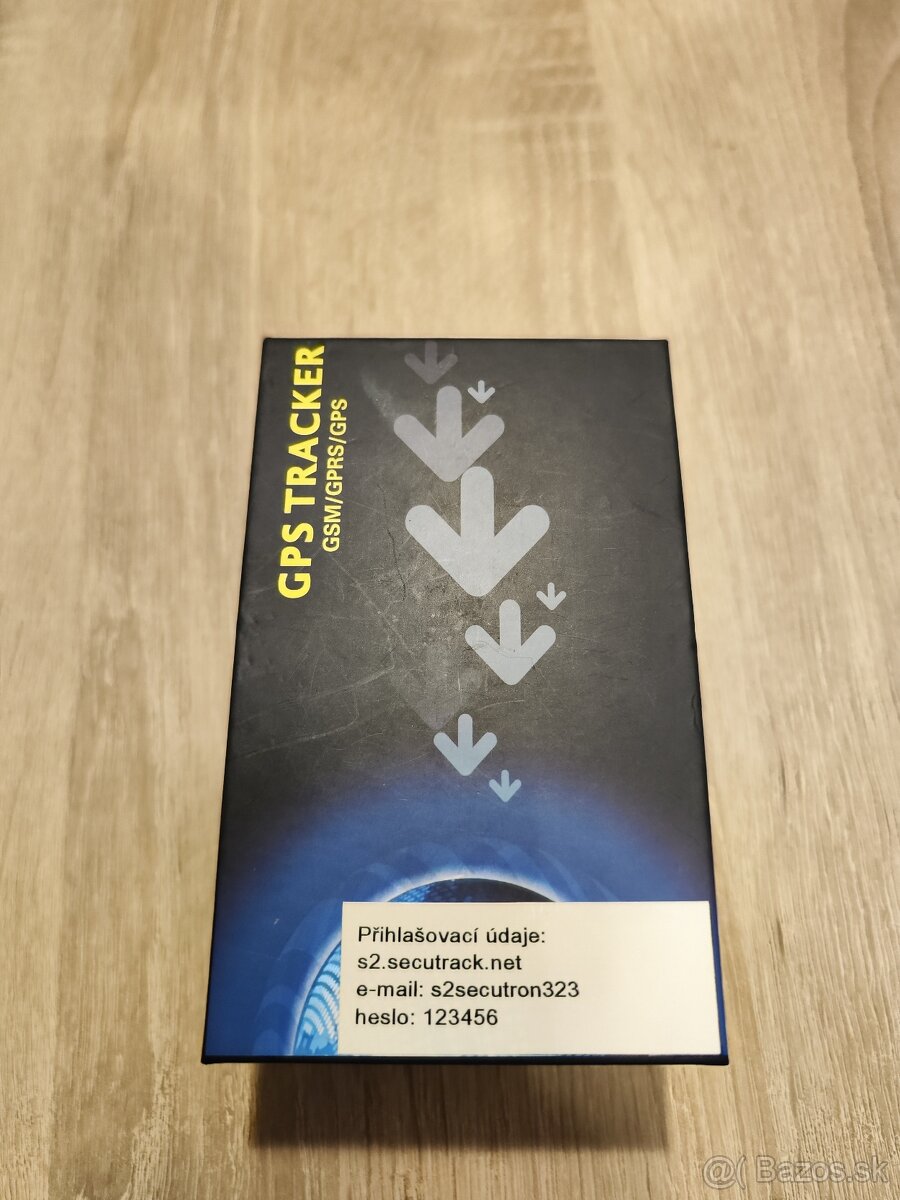 GPS TRACKER
GSM/GPRS/GPS
Přihlašovací údaje:
s2.secutrack.net
e-mail: s2secutron323
heslo: 123456
@( Bazos.sk